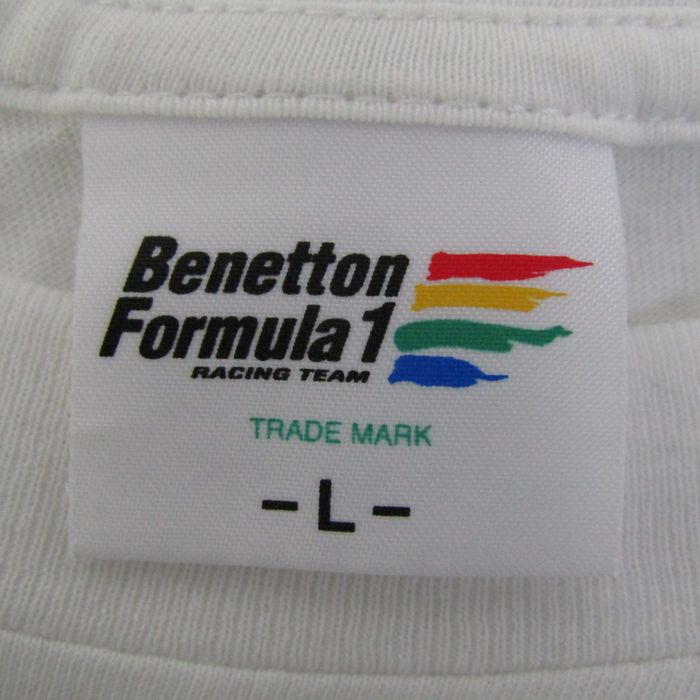 Benetton
Formula 1
RACING TEAM
TRADE MARK
- L -